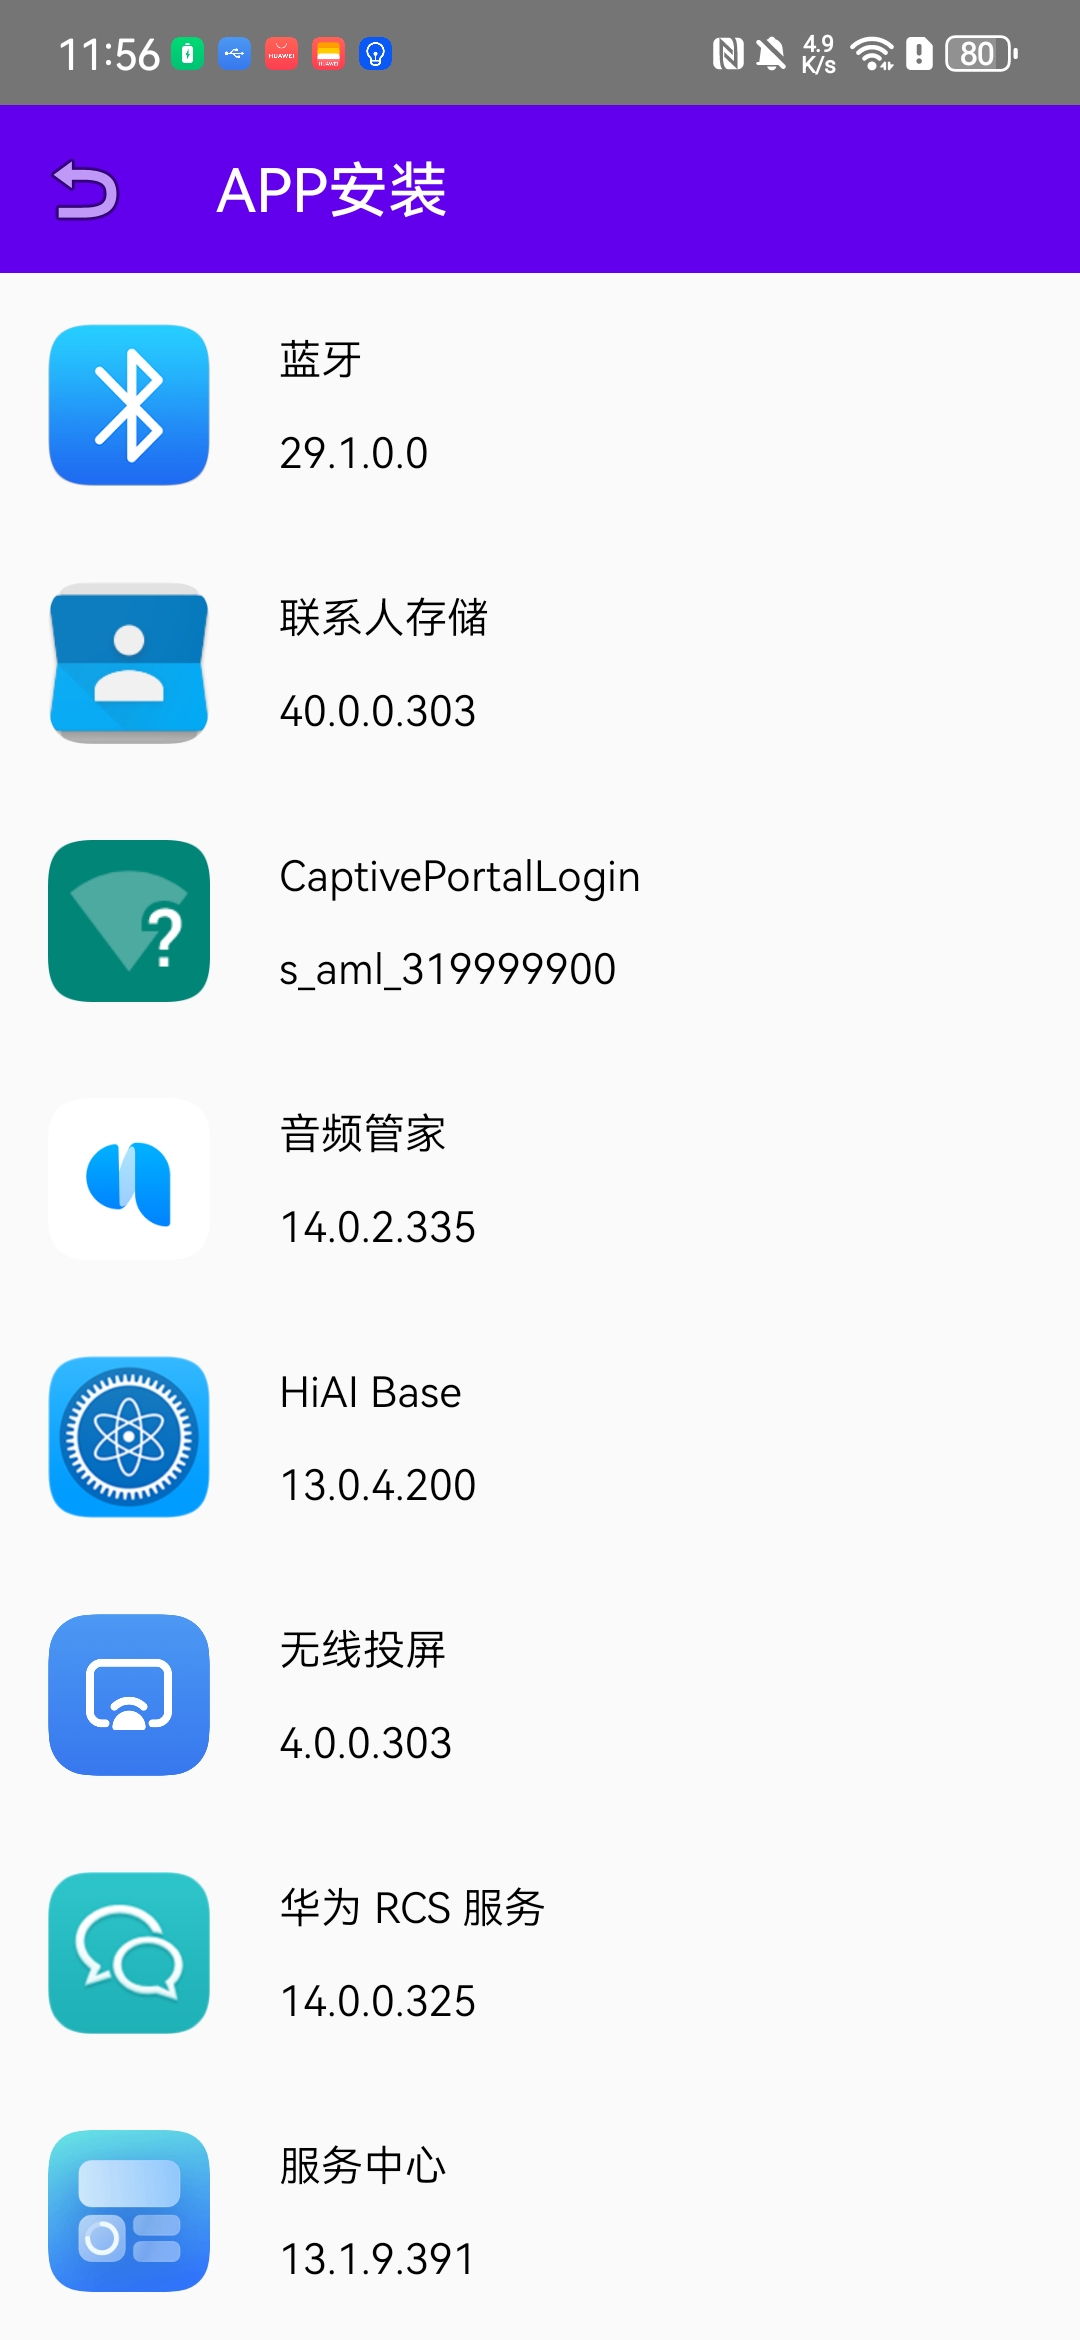 11:56
HUAWEI
HUAWEI
4.9
K/s
80
APP安装
蓝牙
29.1.0.0
联系人存储
40.0.0.303
CaptivePortalLogin
s_aml_319999900
音频管家
14.0.2.335
HiAI Base
13.0.4.200
无线投屏
4.0.0.303
华为 RCS 服务
14.0.0.325
服务中心
13.1.9.391